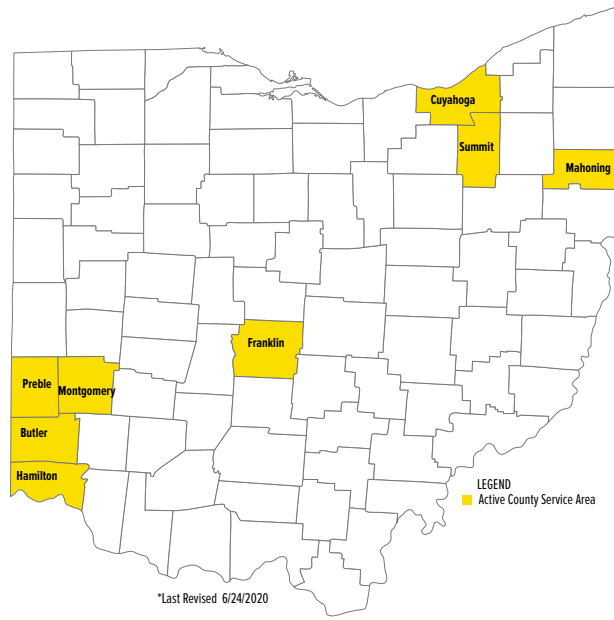 Cuyahoga
Summit
Mahoning
Franklin
Preble
Montgomery
Butler
Hamilton
LEGEND
Active County Service Area
*Last Revised 6/24/2020